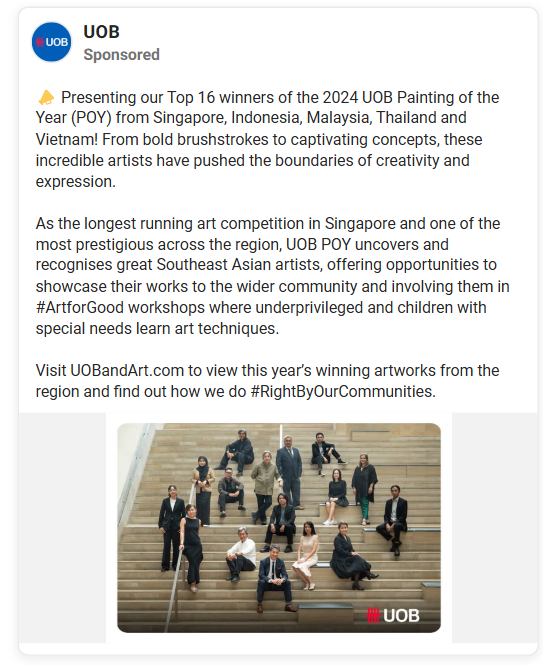 UOB
UOB
Sponsored
📣 Presenting our Top 16 winners of the 2024 UOB Painting of the
Year (POY) from Singapore, Indonesia, Malaysia, Thailand and
Vietnam! From bold brushstrokes to captivating concepts, these
incredible artists have pushed the boundaries of creativity and
expression.
As the longest running art competition in Singapore and one of the
most prestigious across the region, UOB POY uncovers and
recognises great Southeast Asian artists, offering opportunities to
showcase their works to the wider community and involving them in
#ArtforGood workshops where underprivileged and children with
special needs learn art techniques.
Visit UOBandArt.com to view this year's winning artworks from the
region and find out how we do #RightByOurCommunities.
UOB